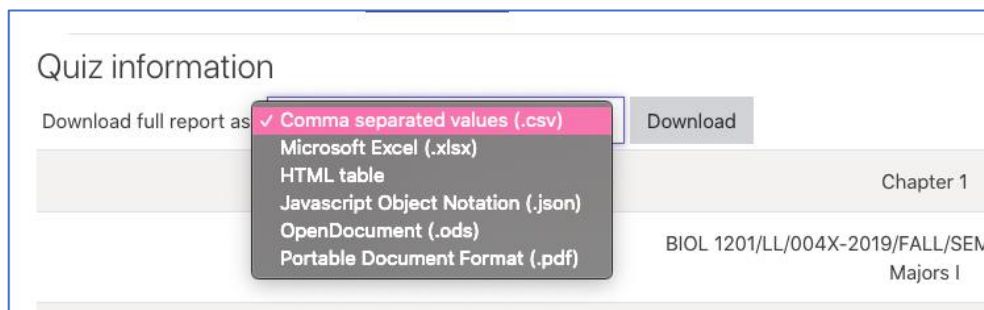 Quiz information
Download full report as
✓ Comma separated values (.csv)
Microsoft Excel (.xlsx)
HTML table
Javascript Object Notation (.json)
OpenDocument (.ods)
Portable Document Format (.pdf)
Download
Chapter 1
BIOL 1201/LL/004X-2019/FALL/SEM
Majors I